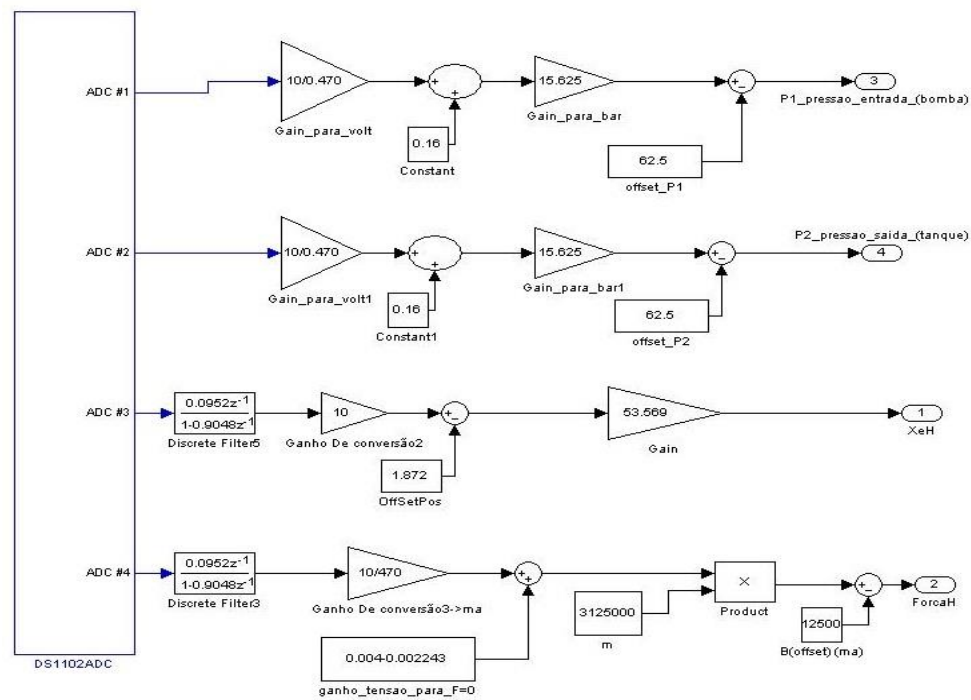 ADC #1
10/0.470
Gain_para_volt
+
+
0.16
Constant
15.625
Gain_para_bar
+
-
62.5
offset_P1
3
P1_pressao_entrada_(bomba)
ADC #2
10/0.470
Gain_para_volt1
+
+
0.16
Constant1
15.625
Gain_para_bar1
+
-
62.5
offset_P2
P2_pressao_saida_(tanque)
4
ADC #3
0.0952z-1
1-0.9048z-1
Discrete Filter5
10
Ganho De conversão2
+
-
1.872
OffSetPos
53.569
Gain
1
XeH
ADC #4
0.0952z-1
1-0.9048z-1
Discrete Filter3
10/470
Ganho De conversão3->ma
+
+
0.004-0.002243
ganho_tensao_para_F=0
3125000
m
×
Product
+
-
12500
B(offset) (ma)
2
ForcaH
DS1102ADC